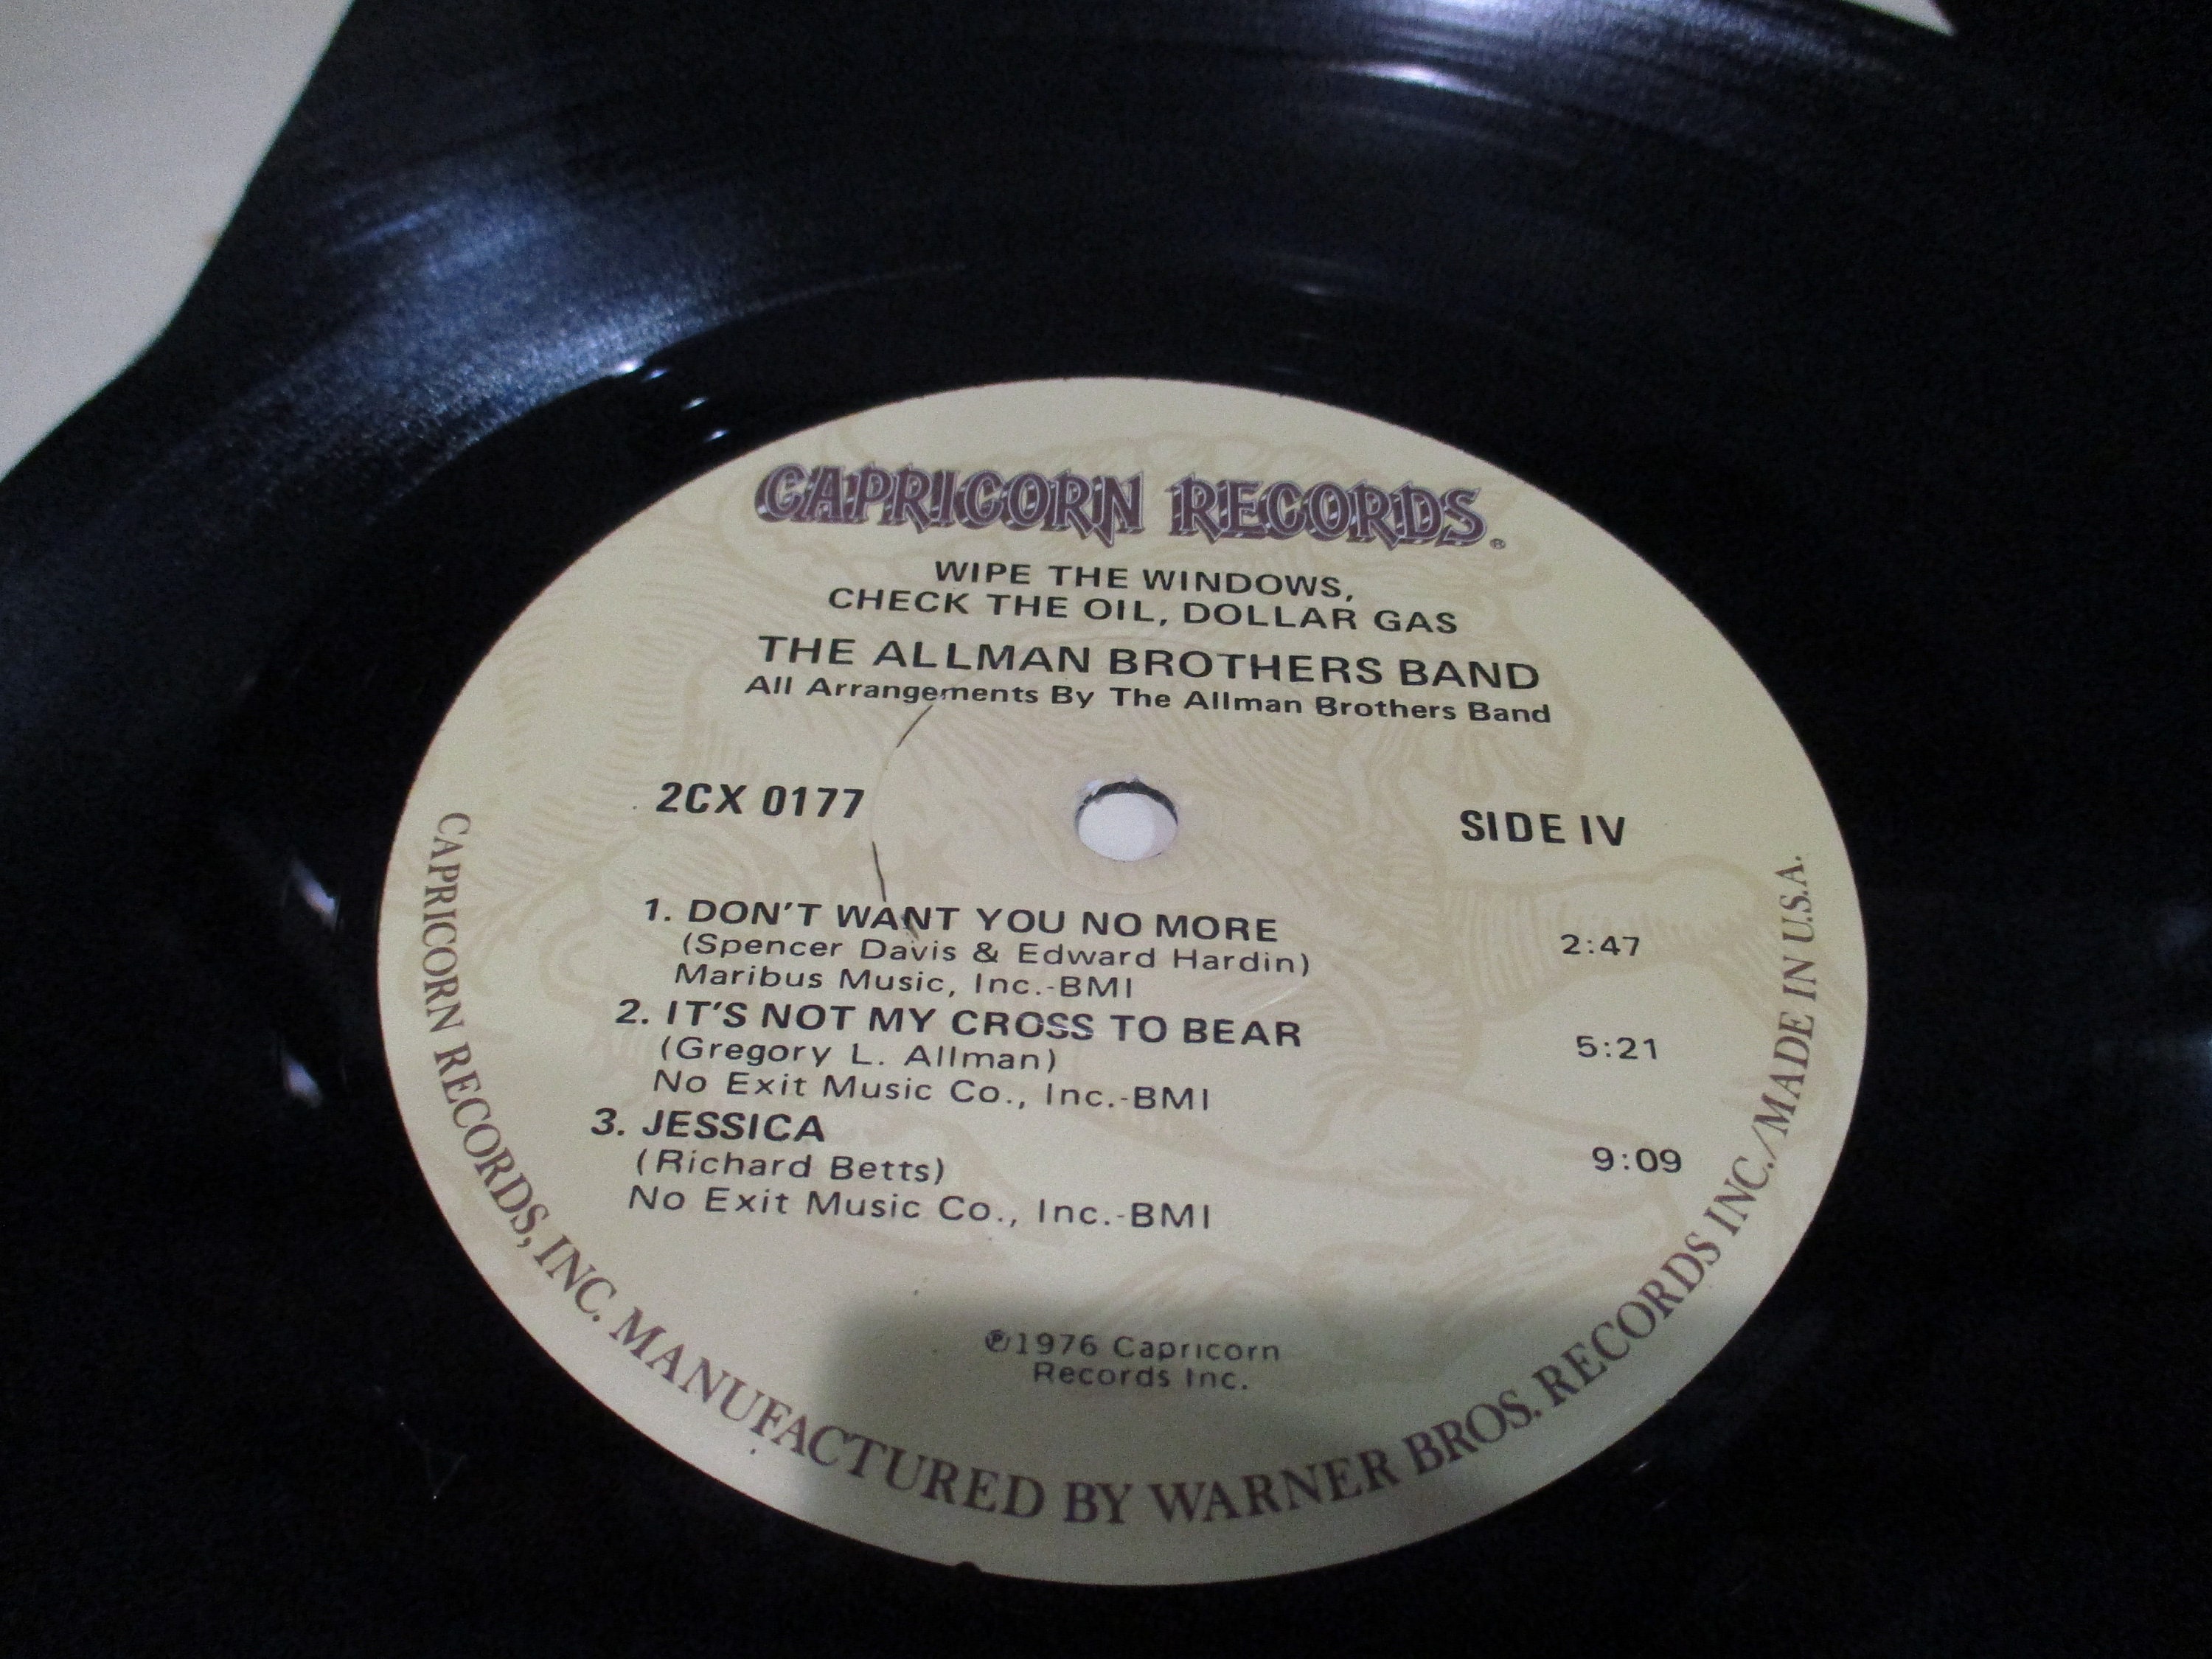 CAPRICORN RECORDS®
WIPE THE WINDOWS,
CHECK THE OIL, DOLLAR GAS
THE ALLMAN BROTHERS BAND
All Arrangements By The Allman Brothers Band
2CX 0177
SIDE IV
1. DON'T WANT YOU NO MORE 2:47
(Spencer Davis & Edward Hardin)
Maribus Music, Inc.-BMI
2. IT'S NOT MY CROSS TO BEAR 5:21
(Gregory L. Allman)
No Exit Music Co., Inc.-BMI
3. JESSICA 9:09
(Richard Betts)
No Exit Music Co., Inc.-BMI
℗1976 Capricorn
Records Inc.
CAPRICORN RECORDS, INC. MANUFACTURED BY WARNER BROS. RECORDS INC./MADE IN U.S.A.